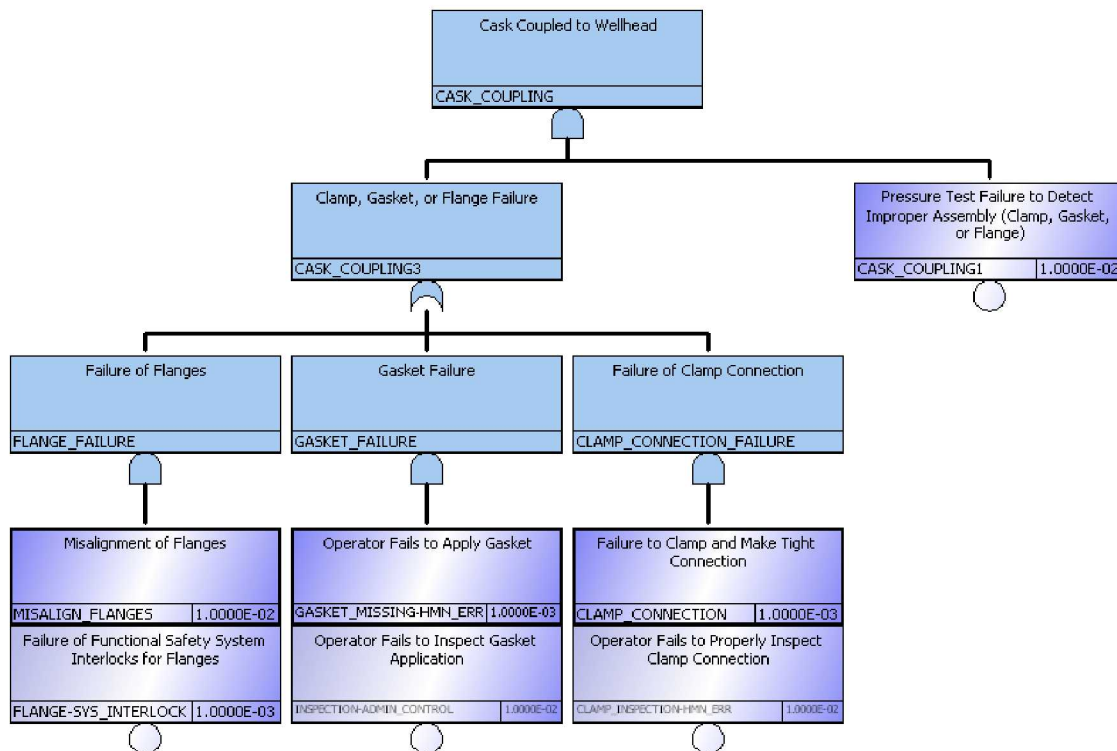 Cask Coupled to Wellhead
CASK_COUPLING
Clamp, Gasket, or Flange Failure
CASK_COUPLING3
Pressure Test Failure to Detect
Improper Assembly (Clamp, Gasket,
or Flange)
CASK_COUPLING1 1.0000E-02
Failure of Flanges
FLANGE_FAILURE
Gasket Failure
GASKET_FAILURE
Failure of Clamp Connection
CLAMP_CONNECTION_FAILURE
Misalignment of Flanges
MISALIGN_FLANGES 1.0000E-02
Failure of Functional Safety System
Interlocks for Flanges
FLANGE-SYS_INTERLOCK 1.0000E-03
Operator Fails to Apply Gasket
GASKET_MISSING-HMN_ERR 1.0000E-03
Operator Fails to Inspect Gasket
Application
INSPECTION-ADMIN_CONTROL 1.0000E-02
Failure to Clamp and Make Tight
Connection
CLAMP_CONNECTION 1.0000E-03
Operator Fails to Properly Inspect
Clamp Connection
CLAMP_INSPECTION-HMN_ERR 1.0000E-02